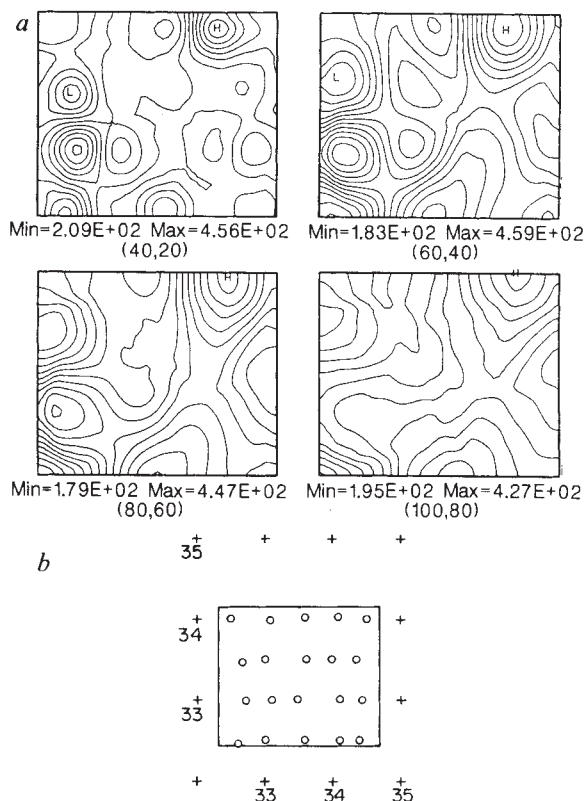 a
H
H
L
L
Min=2.09E+02 Max=4.56E+02
(40,20)
Min=1.83E+02 Max=4.59E+02
(60,40)
H
H
Min=1.79E+02 Max=4.47E+02
(80,60)
Min=1.95E+02 Max=4.27E+02
(100,80)
b
35
34
33
33 34 35